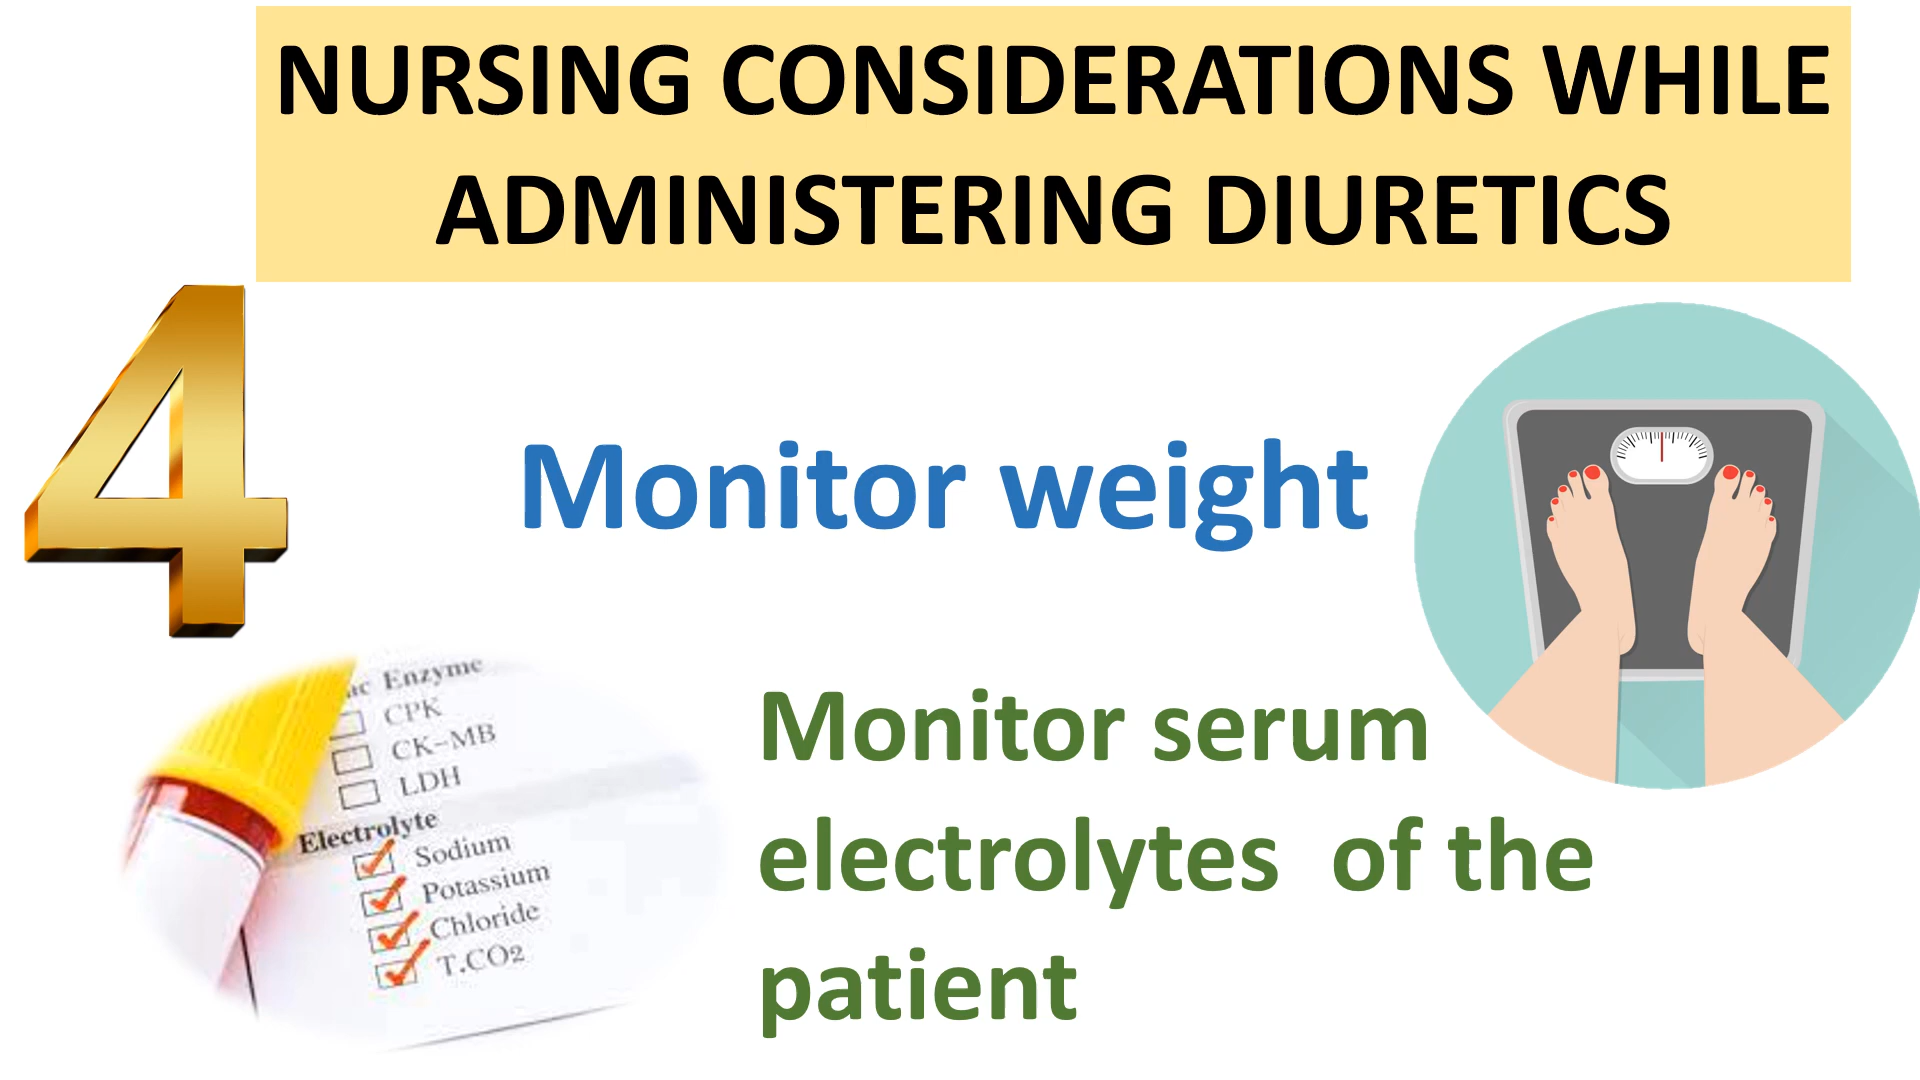 NURSING CONSIDERATIONS WHILE
ADMINISTERING DIURETICS
4
Monitor weight
Monitor serum
electrolytes of the
patient
ac Enzyme
CPK
CK-MB
LDH
Electrolyte
Sodium
Potassium
Chloride
T.CO2